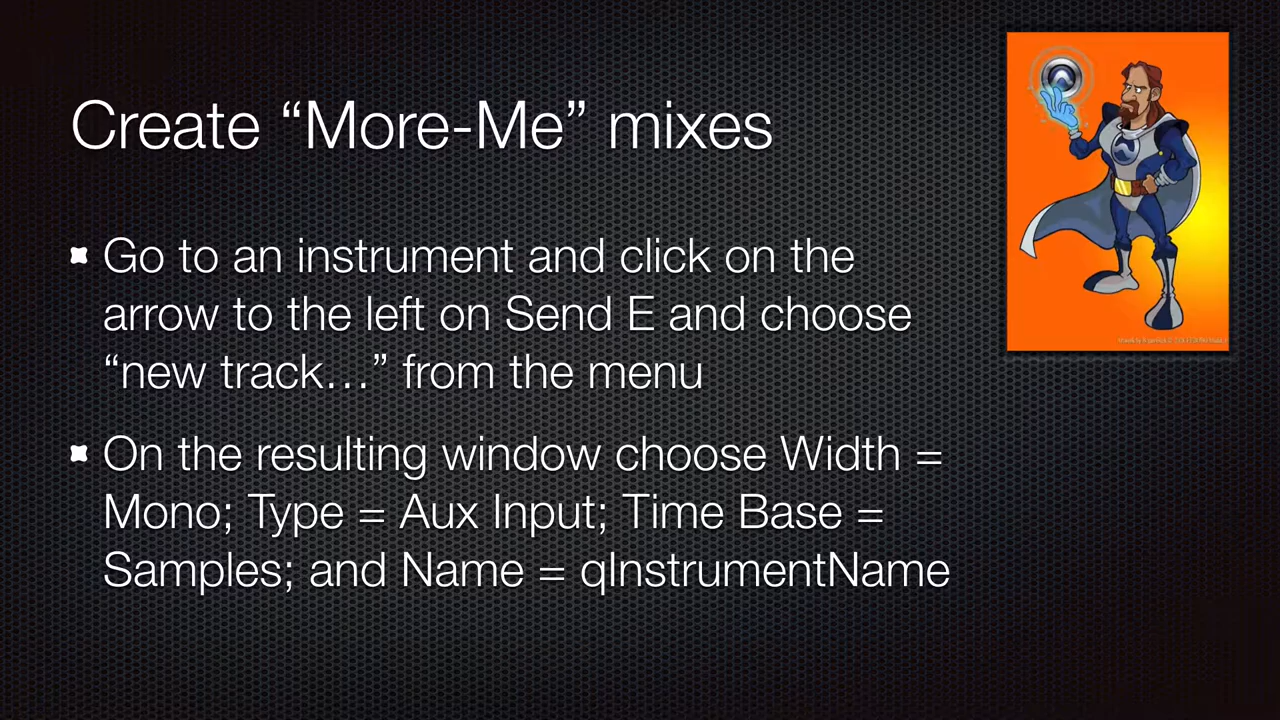 Create “More-Me” mixes
Go to an instrument and click on the
arrow to the left on Send E and choose
“new track…” from the menu
On the resulting window choose Width =
Mono; Type = Aux Input; Time Base =
Samples; and Name = qInstrumentName